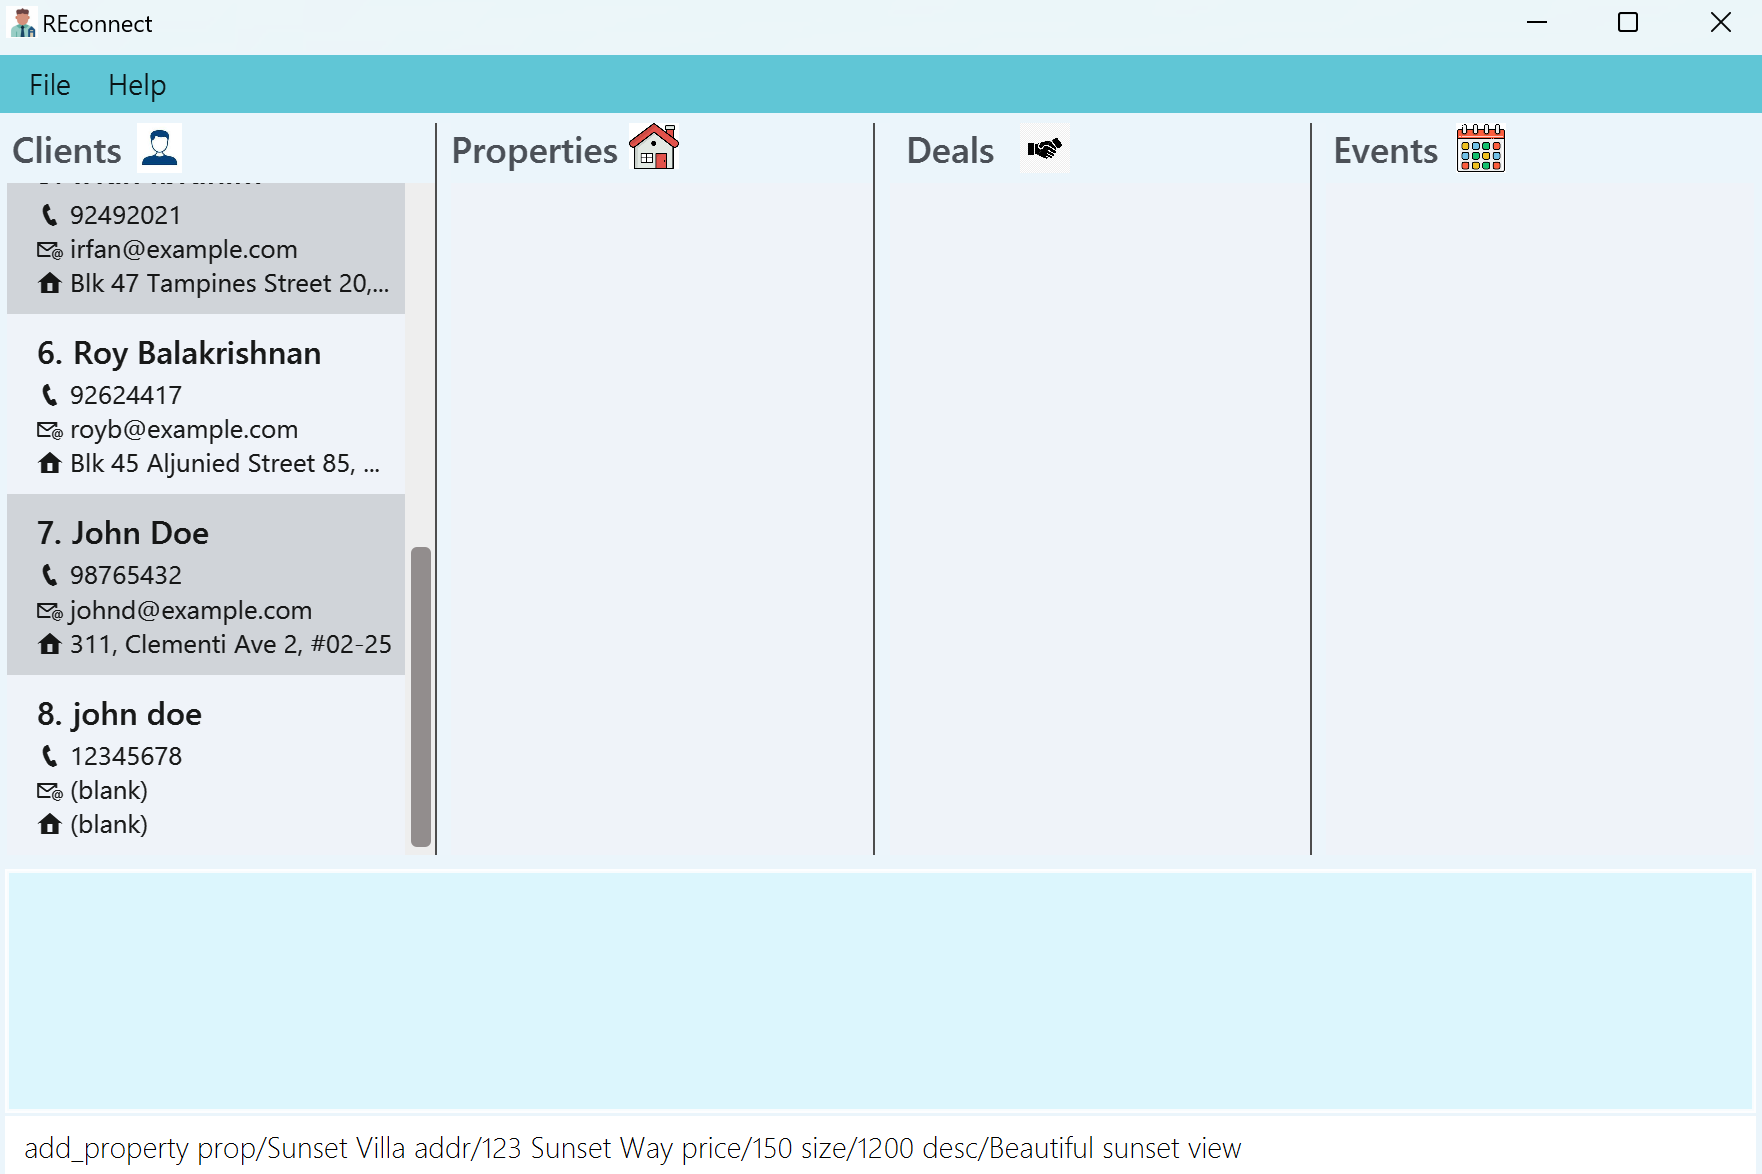 REconnect
File Help
Clients
Properties
Deals
Events
92492021
irfan@example.com
Blk 47 Tampines Street 20,...
6. Roy Balakrishnan
92624417
royb@example.com
Blk 45 Aljunied Street 85, ...
7. John Doe
98765432
johnd@example.com
311, Clementi Ave 2, #02-25
8. john doe
12345678
(blank)
(blank)
add_property prop/Sunset Villa addr/123 Sunset Way price/150 size/1200 desc/Beautiful sunset view